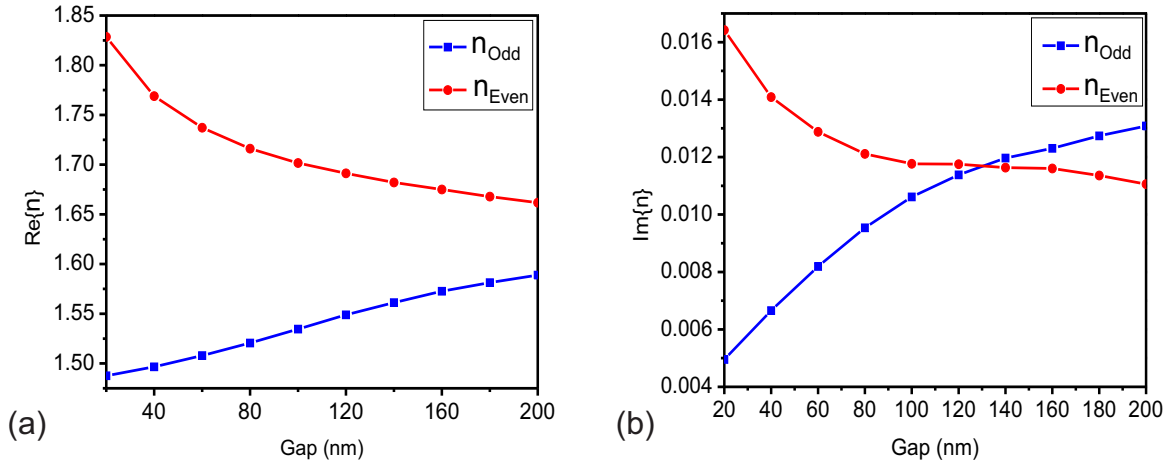 1.85
1.80
1.75
1.70
1.65
1.60
1.55
1.50
Re{n}
40 80 120 160 200
Gap (nm)
n_Odd
n_Even
(a)
0.016
0.014
0.012
0.010
0.008
0.006
0.004
Im{n}
20 40 60 80 100 120 140 160 180 200
Gap (nm)
n_Odd
n_Even
(b)